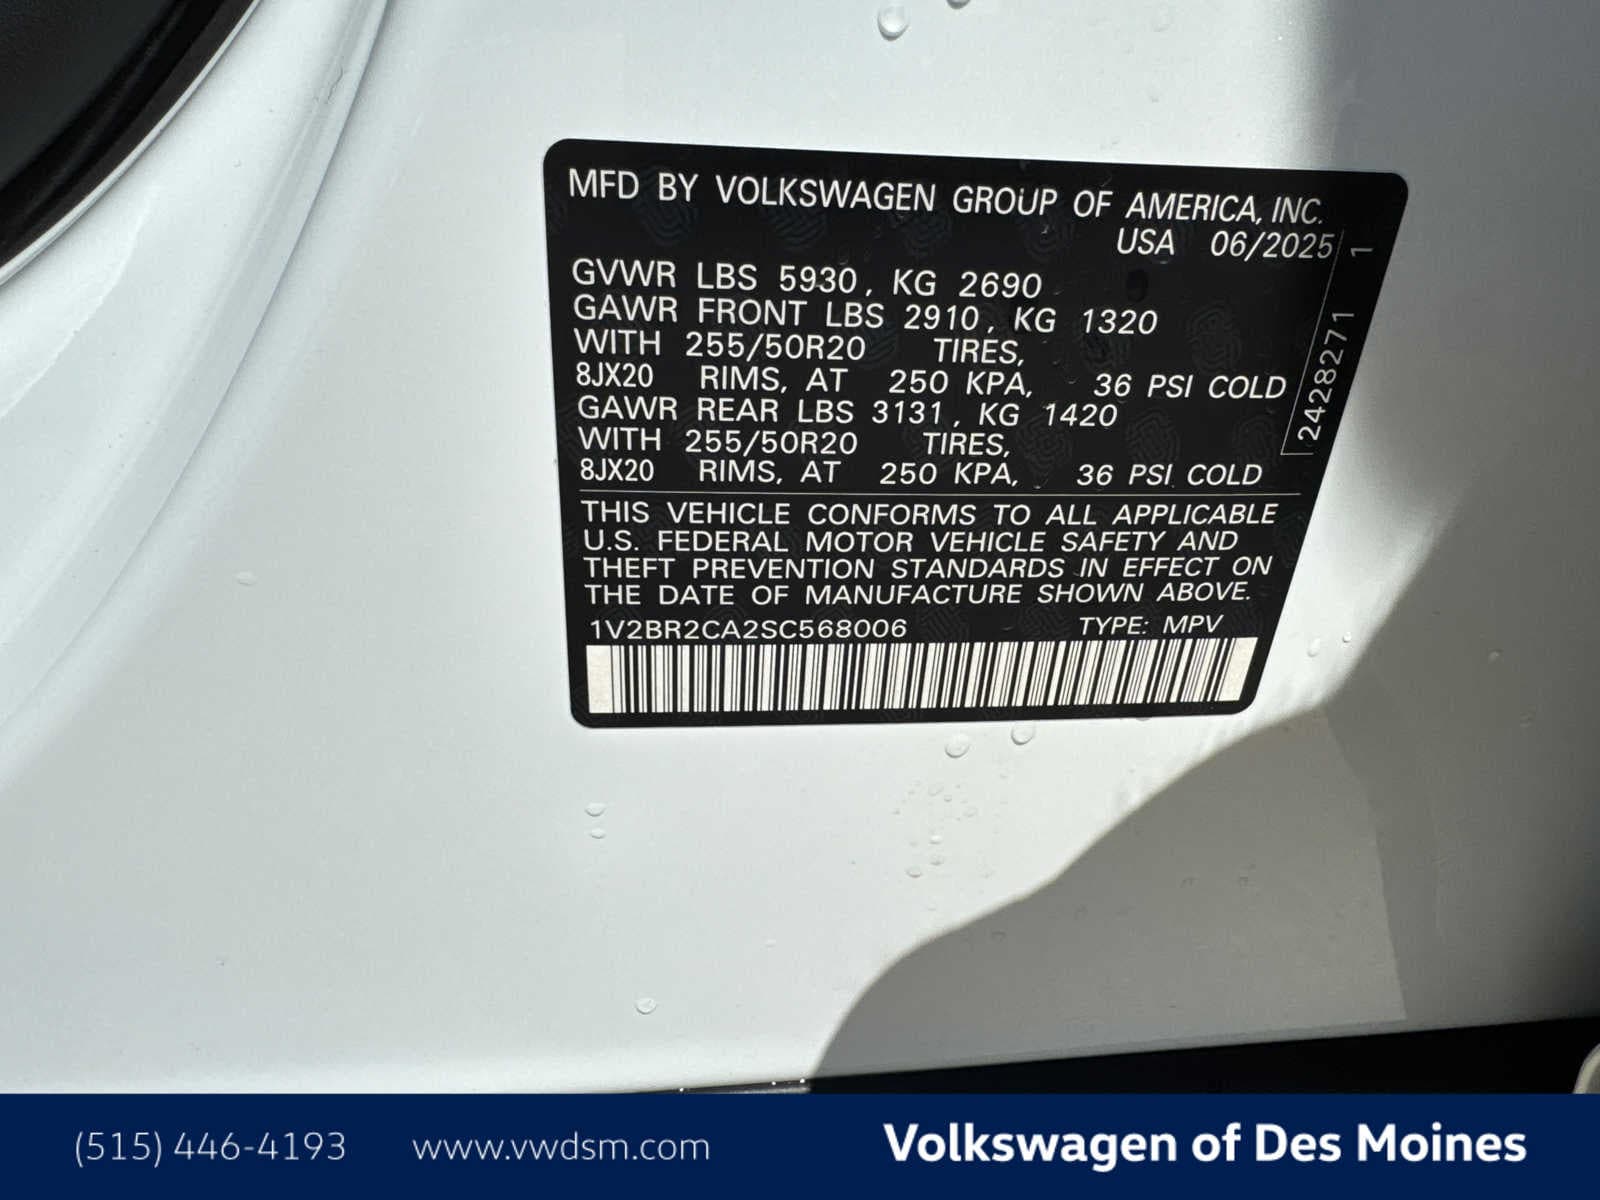 MFD BY VOLKSWAGEN GROUP OF AMERICA, INC.
USA 06/2025
GVWR LBS 5930, KG 2690
GAWR FRONT LBS 2910, KG 1320
WITH 255/50R20 TIRES,
8JX20 RIMS, AT 250 KPA, 36 PSI COLD
GAWR REAR LBS 3131, KG 1420
WITH 255/50R20 TIRES,
8JX20 RIMS, AT 250 KPA, 36 PSI COLD
2428271 1
THIS VEHICLE CONFORMS TO ALL APPLICABLE
U.S. FEDERAL MOTOR VEHICLE SAFETY AND
THEFT PREVENTION STANDARDS IN EFFECT ON
THE DATE OF MANUFACTURE SHOWN ABOVE.
1V2BR2CA2SC568006 TYPE: MPV
(515) 446-4193 www.vwdsm.com Volkswagen of Des Moines